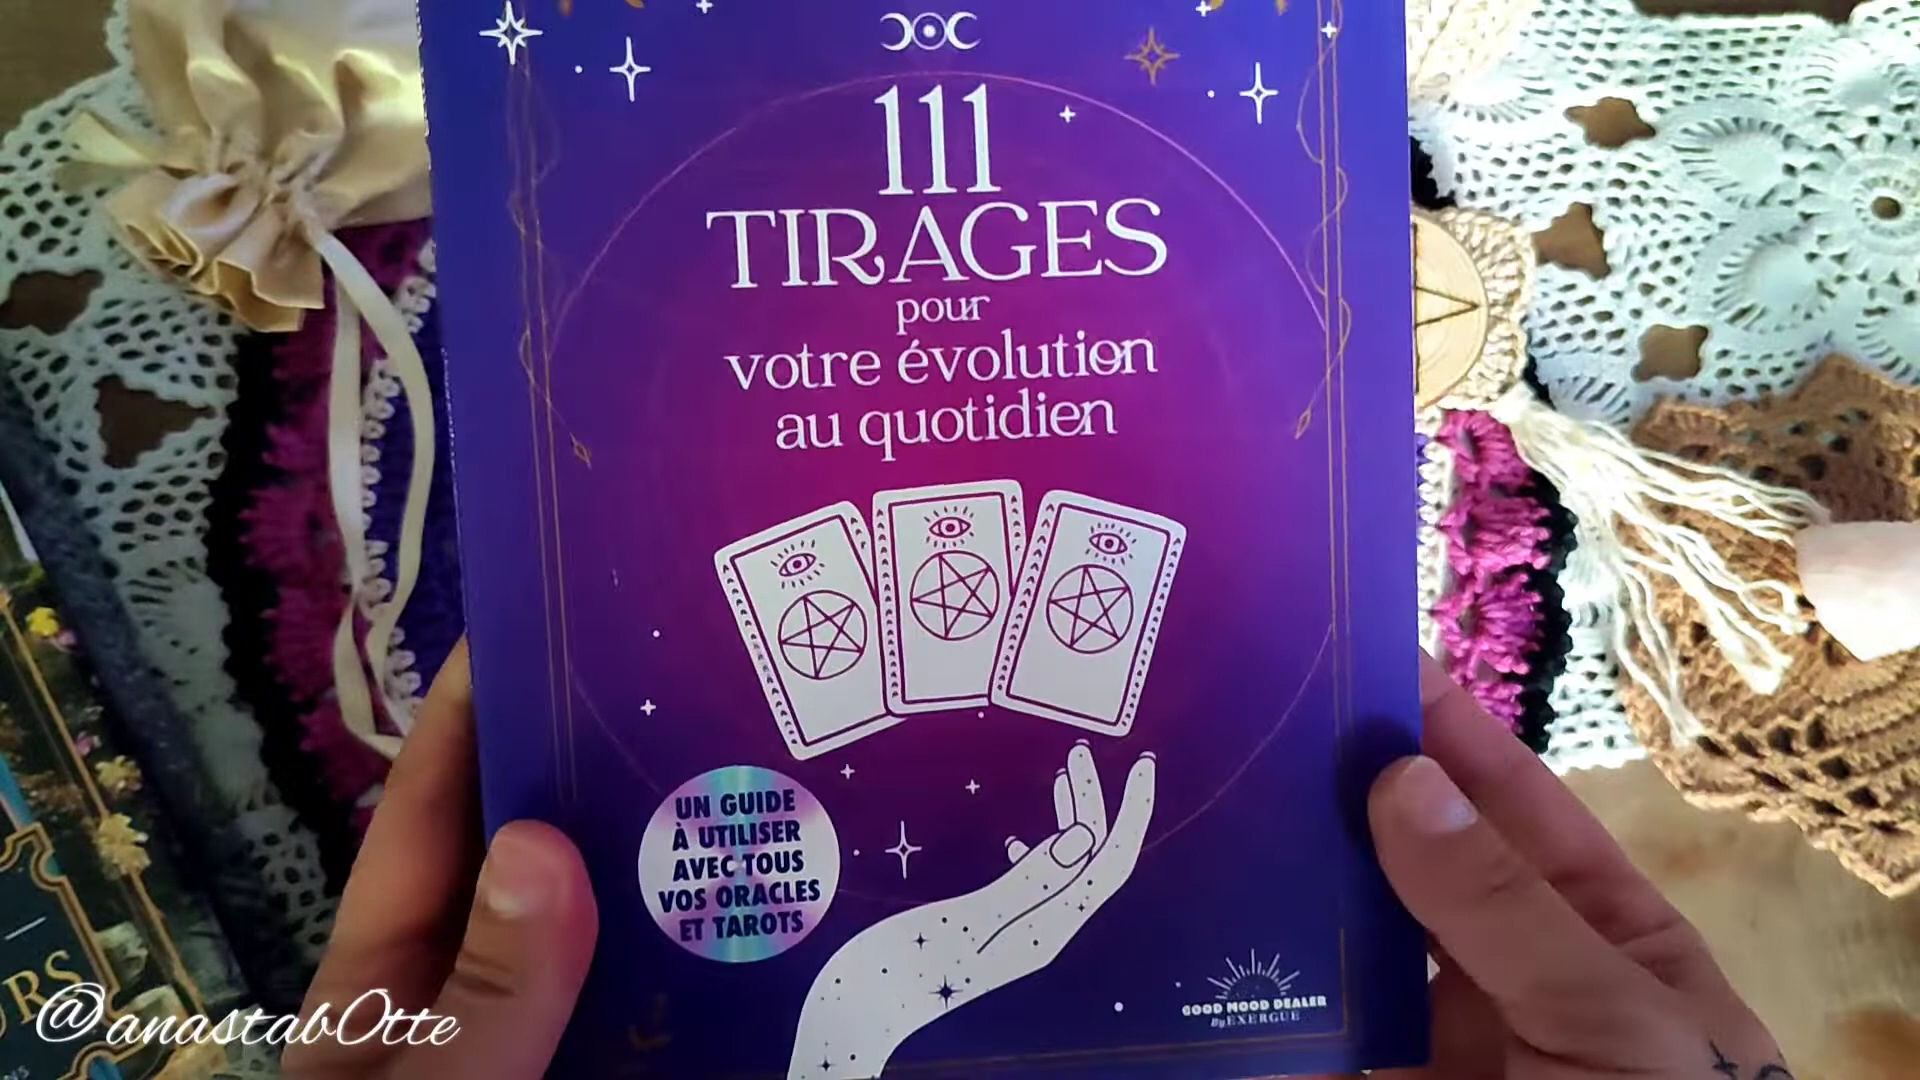 111
TIRAGES
pour
votre évolution
au quotidien
UN GUIDE
À UTILISER
AVEC TOUS
VOS ORACLES
ET TAROTS
GOOD MOOD DEALER
By EXERGUE
@anastab0tte